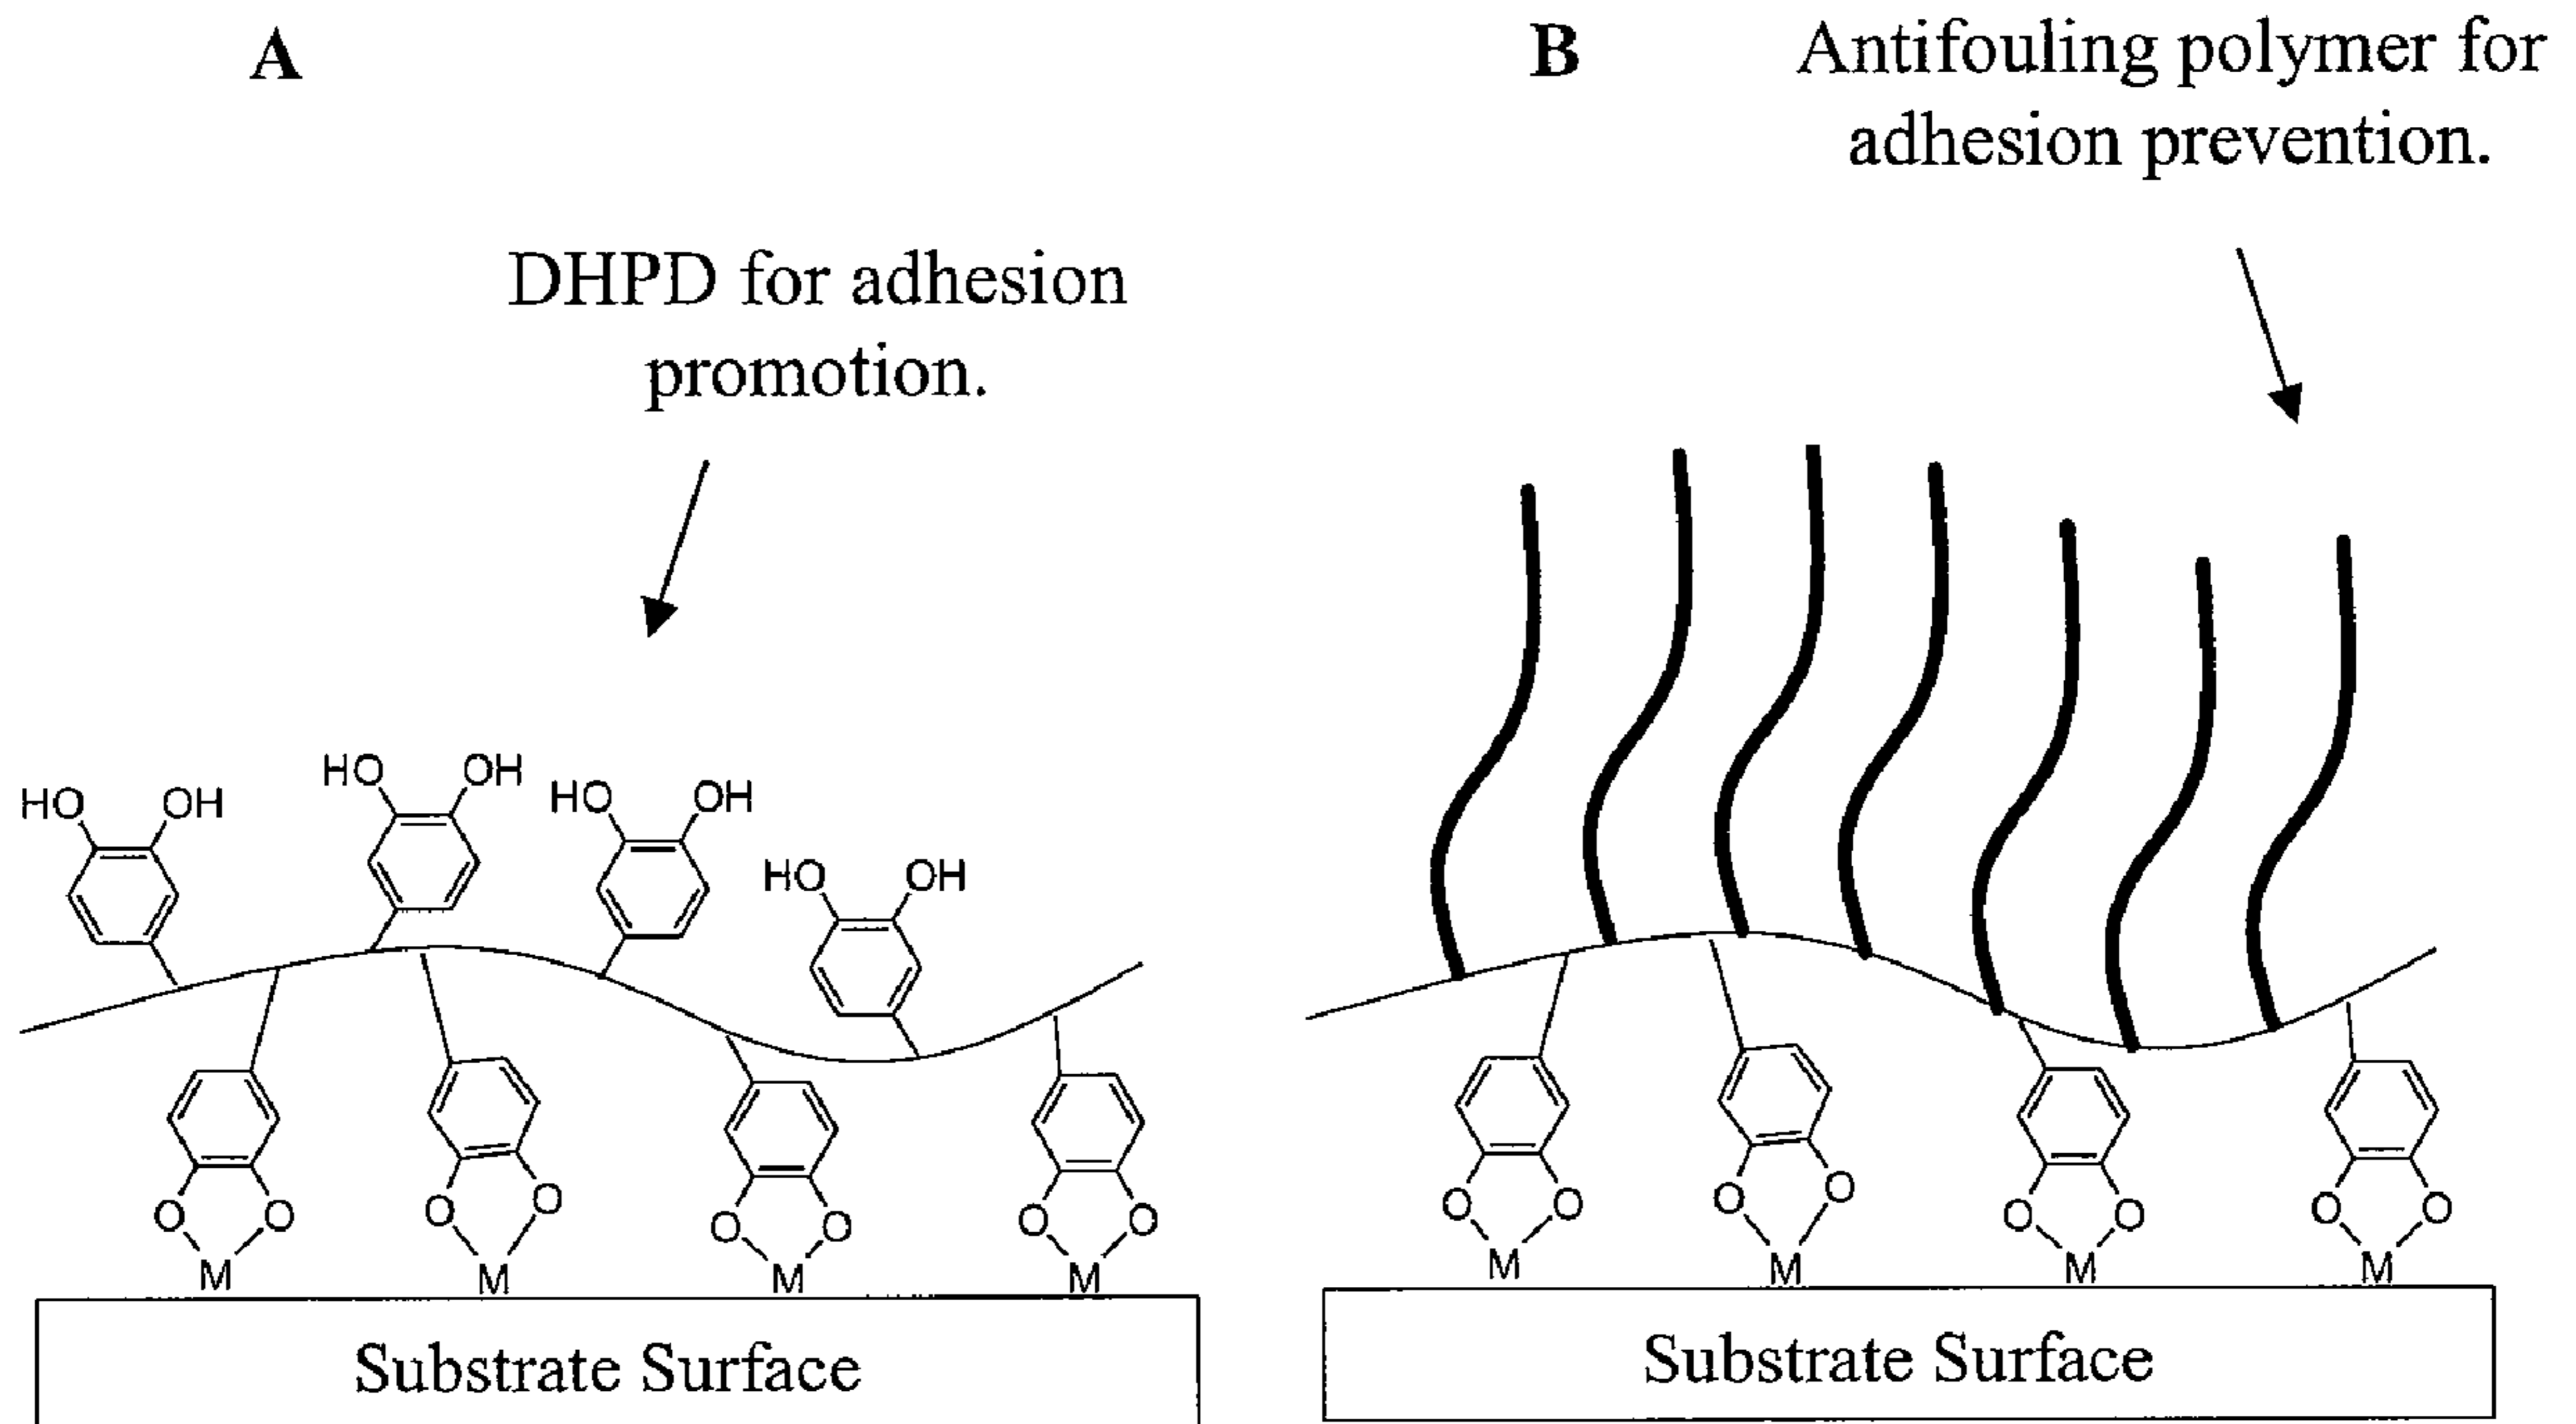 A
B
Antifouling polymer for
adhesion prevention.
DHPD for adhesion
promotion.
HO OH
HO OH
HO OH
HO OH
O O
O O
O O
O O
M
M
M
M
Substrate Surface
O O
O O
O O
O O
M
M
M
M
Substrate Surface